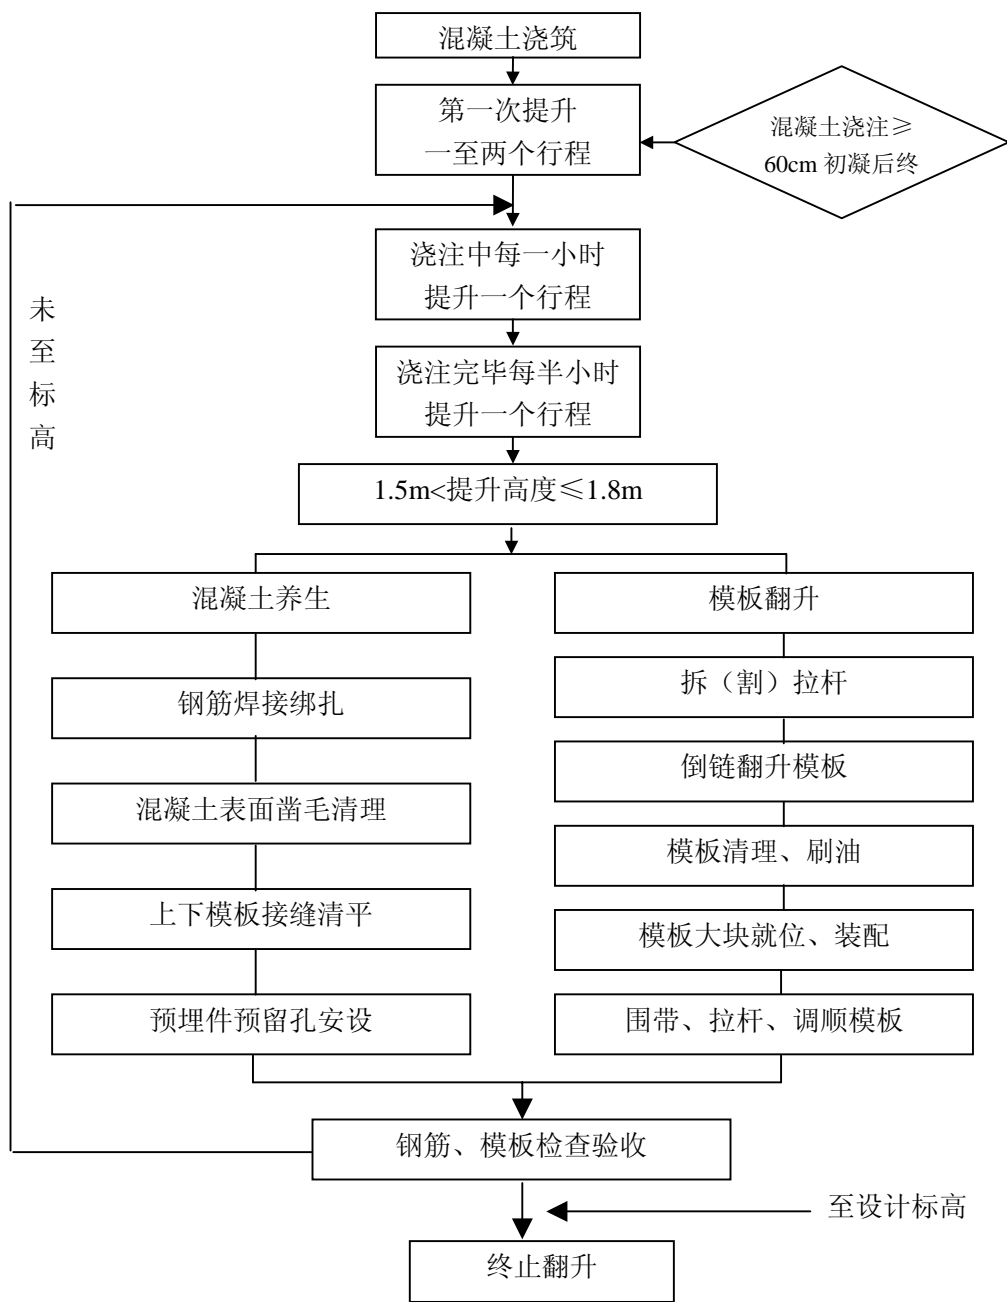 混凝土浇筑
第一次提升
一至两个行程
混凝土浇注≥
60cm 初凝后终
浇注中每一小时
提升一个行程
未
至
标
高
浇注完毕每半小时
提升一个行程
1.5m<提升高度≤1.8m
混凝土养生
钢筋焊接绑扎
混凝土表面凿毛清理
上下模板接缝清平
预埋件预留孔安设
模板翻升
拆（割）拉杆
倒链翻升模板
模板清理、刷油
模板大块就位、装配
围带、拉杆、调顺模板
钢筋、模板检查验收
至设计标高
终止翻升